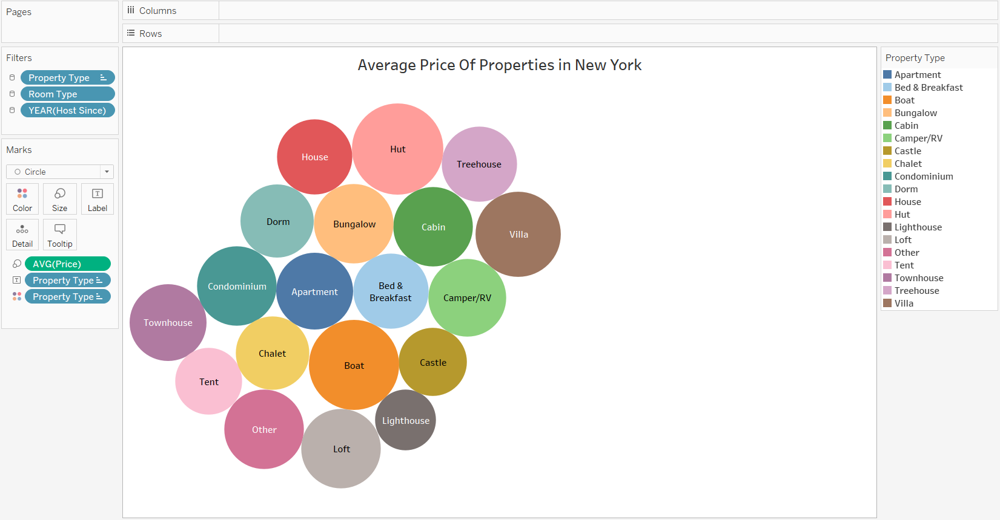 Pages
Columns
Rows
Filters
Property Type
Room Type
YEAR(Host Since)
Marks
Circle
Color
Size
Label
Detail
Tooltip
AVG(Price)
Property Type
Property Type
Average Price Of Properties in New York
House
Hut
Treehouse
Dorm
Bungalow
Cabin
Villa
Condominium
Apartment
Bed &
Breakfast
Camper/RV
Townhouse
Chalet
Boat
Castle
Tent
Other
Loft
Lighthouse
Property Type
Apartment
Bed & Breakfast
Boat
Bungalow
Cabin
Camper/RV
Castle
Chalet
Condominium
Dorm
House
Hut
Lighthouse
Loft
Other
Tent
Townhouse
Treehouse
Villa